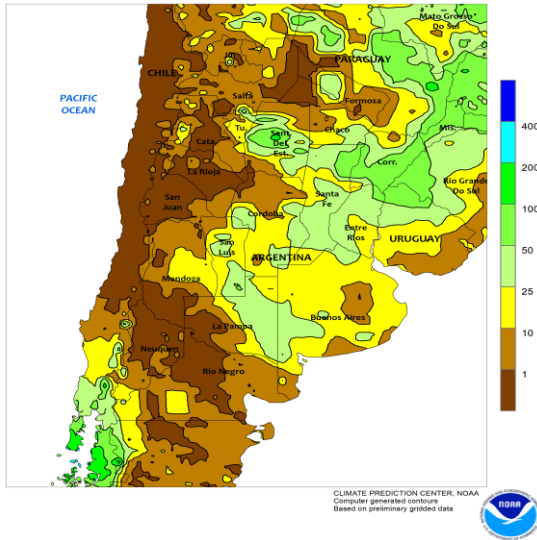 Mato Grosso
Do Sul
PARAGUAY
CHILE
PACIFIC
OCEAN
Salta
Formosa
Tu.
Sant.
Del
Est.
Chaco
Mis.
Cata.
Corr.
La Rioja
Rio Grande
Do Sul
San
Juan
Santa
Fe
Cordoba
Entre
Rios
URUGUAY
San
Luis
ARGENTINA
Mendoza
Buenos Aires
La Pampa
Neuquen
Rio Negro
400
200
100
50
25
10
1
CLIMATE PREDICTION CENTER, NOAA
Computer generated contours
Based on preliminary gridded data
NOAA